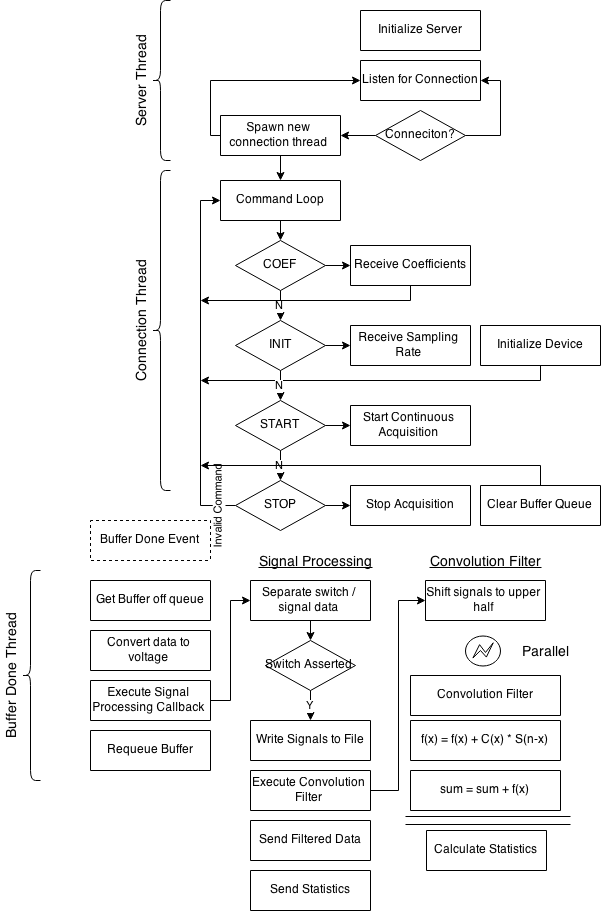 Server Thread
Initialize Server
Listen for Connection
Conneciton?
Spawn new
connection thread
Connection Thread
Command Loop
COEF
Receive Coefficients
N
INIT
Receive Sampling
Rate
Initialize Device
N
START
Start Continuous
Acquisition
N
STOP
Stop Acquisition
Clear Buffer Queue
Invalid Command
Buffer Done Event
Buffer Done Thread
Get Buffer off queue
Convert data to
voltage
Execute Signal
Processing Callback
Requeue Buffer
Signal Processing
Separate switch /
signal data
Switch Asserted
Y
Write Signals to File
Execute Convolution
Filter
Send Filtered Data
Send Statistics
Convolution Filter
Shift signals to upper
half
Parallel
Convolution Filter
f(x) = f(x) + C(x) * S(n-x)
sum = sum + f(x)
Calculate Statistics